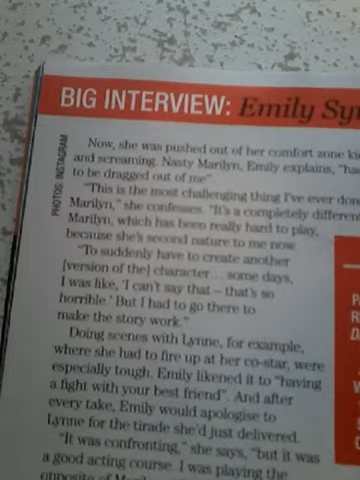 BIG INTERVIEW: Emily
PHOTOS: INSTAGRAM
Now, she was pushed out of her comfort zone
and screaming. Nasty Marilyn, Emily explains, "had
to be dragged out of me".
"This is the most challenging thing I've ever done
Marilyn," she confesses. "It's a completely different
Marilyn, which has been really hard to play,
because she's second nature to me now.
"To suddenly have to create another
[version of the] character... some days,
I was like, 'I can't say that – that's so
horrible.' But I had to go there to
make the story work."
Doing scenes with Lynne, for example,
where she had to fire up at her co-star, were
especially tough. Emily likened it to "having
a fight with your best friend". And after
every take, Emily would apologise to
Lynne for the tirade she'd just delivered.
"It was confronting," she says, "but it was
a good acting course. I was playing the
opposite of